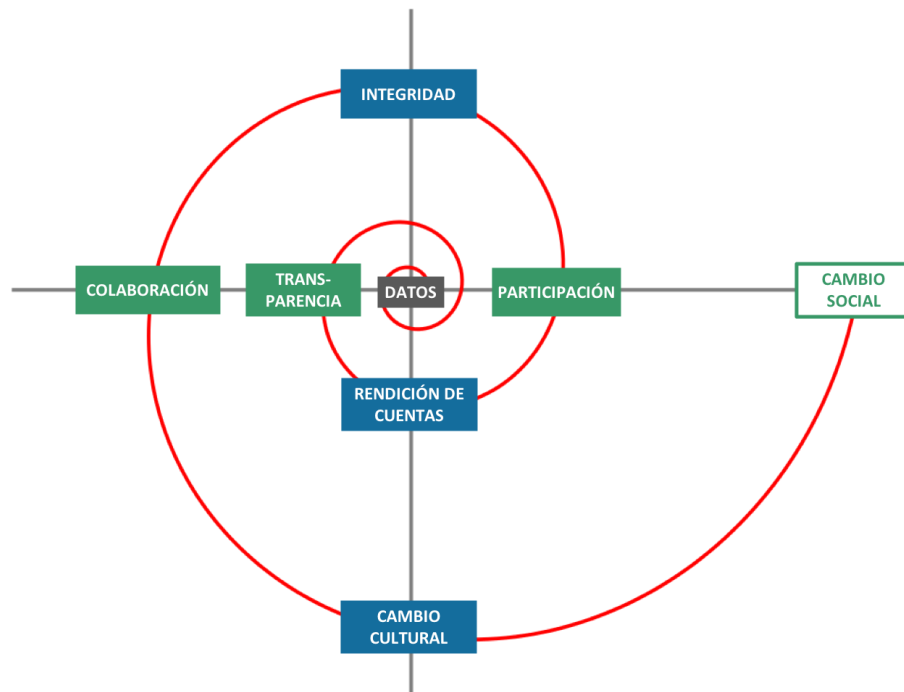 INTEGRIDAD
COLABORACIÓN
TRANS-
PARENCIA
DATOS
PARTICIPACIÓN
CAMBIO
SOCIAL
RENDICIÓN DE
CUENTAS
CAMBIO
CULTURAL